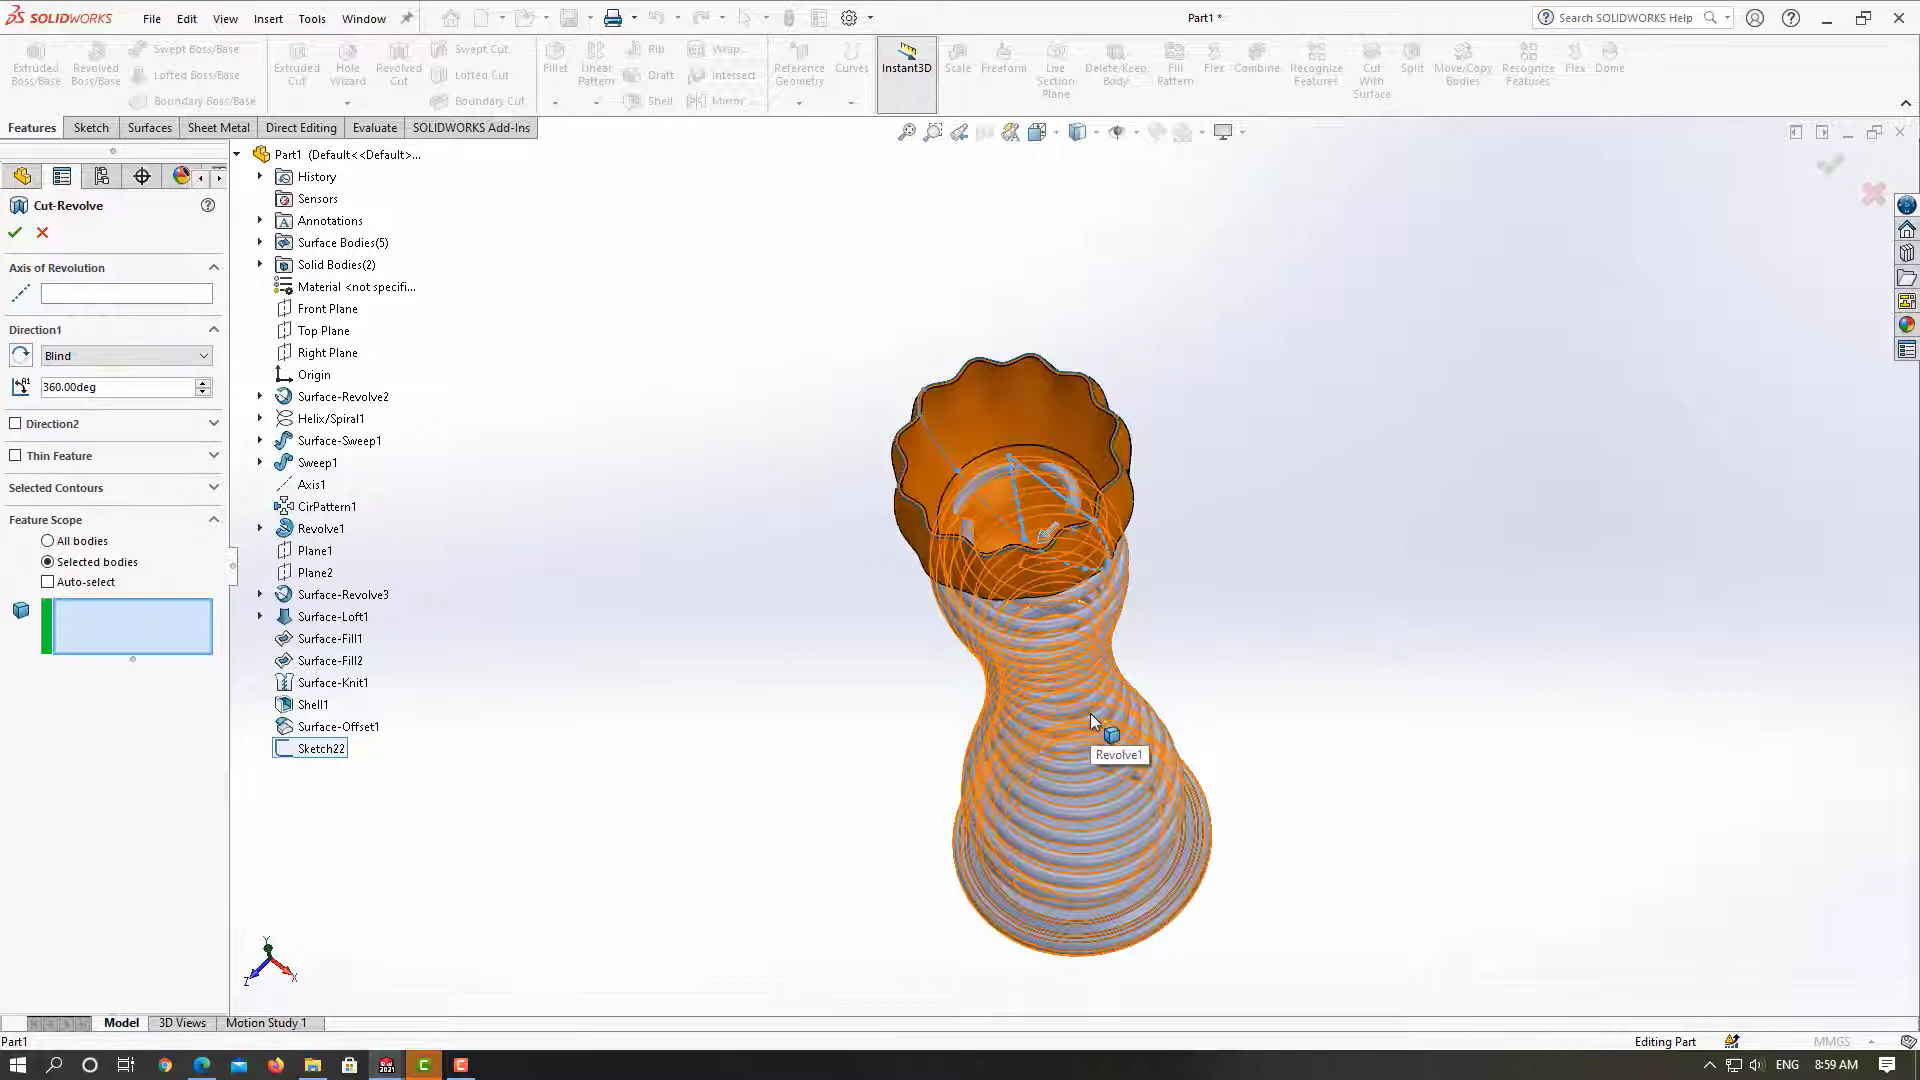 SOLIDWORKS
File Edit View Insert Tools Window
Part1 *
Search SOLIDWORKS Help
Extruded Boss/Base
Revolved Boss/Base
Swept Boss/Base
Lofted Boss/Base
Boundary Boss/Base
Extruded Cut
Hole Wizard
Revolved Cut
Swept Cut
Lofted Cut
Boundary Cut
Fillet
Linear Pattern
Rib
Draft
Shell
Wrap
Intersect
Mirror
Reference Geometry
Curves
Instant3D
Scale
Freeform
Live Section Plane
Delete/Keep Body
Fill Pattern
Flex
Combine
Recognize Features
Cut With Surface
Split
Move/Copy Bodies
Recognize Features
Flex
Dome
Features Sketch Surfaces Sheet Metal Direct Editing Evaluate SOLIDWORKS Add-Ins
Cut-Revolve
Axis of Revolution
Direction1
Blind
360.00deg
Direction2
Thin Feature
Selected Contours
Feature Scope
All bodies
Selected bodies
Auto-select
Part1 (Default<<Default>...
History
Sensors
Annotations
Surface Bodies(5)
Solid Bodies(2)
Material <not specifi...
Front Plane
Top Plane
Right Plane
Origin
Surface-Revolve2
Helix/Spiral1
Surface-Sweep1
Sweep1
Axis1
CirPattern1
Revolve1
Plane1
Plane2
Surface-Revolve3
Surface-Loft1
Surface-Fill1
Surface-Fill2
Surface-Knit1
Shell1
Surface-Offset1
Sketch22
Revolve1
Y
Z X
Model 3D Views Motion Study 1
Part1
Editing Part
MMGS
ENG 8:59 AM